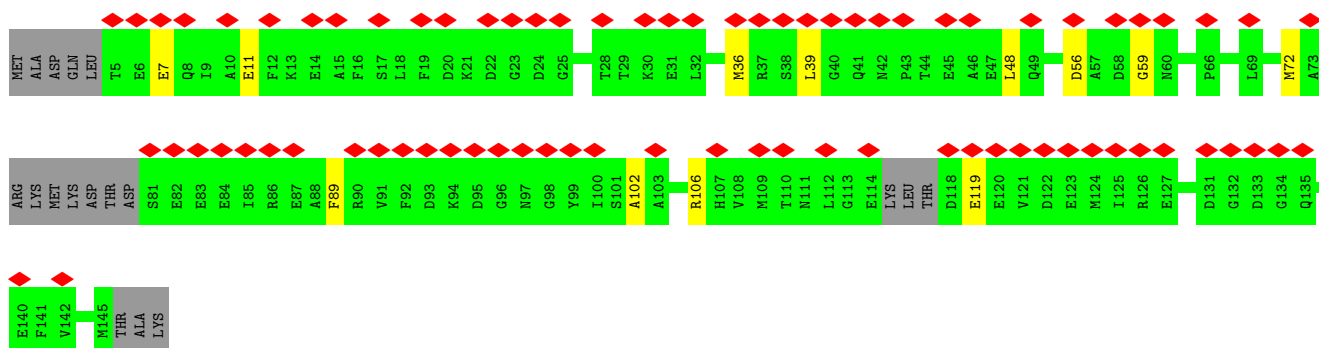 MET ALA ASP GLN LEU T5 E6 E7 Q8 I9 A10 E11 F12 K13 E14 A15 F16 S17 L18 F19 D20 K21 D22 G23 D24 G25 T28 T29 K30 E31 L32 M36 R37 S38 L39 G40 Q41 N42 P43 T44 E45 A46 E47 L48 Q49 D56 A57 D58 G59 N60 P66 L69 M72 A73
ARG LYS MET LYS ASP THR ASP S81 E82 E83 E84 I85 R86 E87 A88 F89 R90 V91 F92 D93 K94 D95 G96 N97 G98 Y99 I100 S101 A102 A103 R106 H107 V108 M109 T110 N111 L112 G113 E114 LYS LEU THR D118 E119 E120 V121 D122 E123 M124 I125 R126 E127 D131 G132 D133 G134 Q135
E140 F141 V142 M145 THR ALA LYS